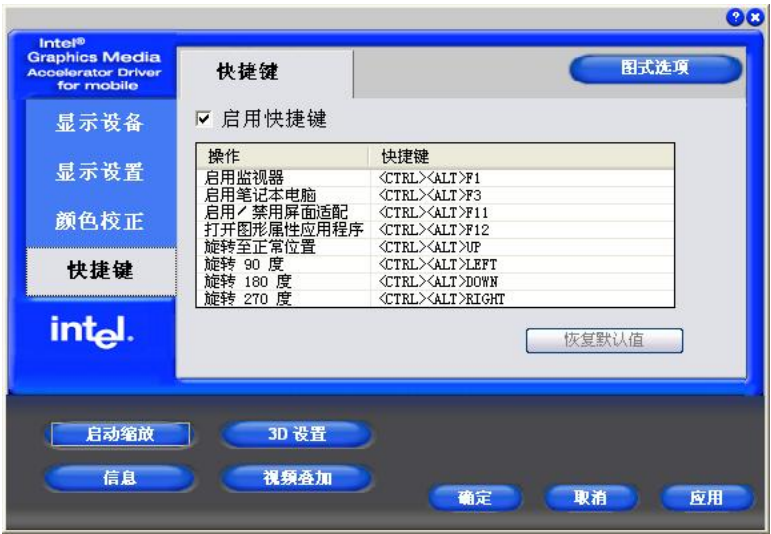 Intel®
Graphics Media
Accelerator Driver
for mobile
快捷键
图式选项
显示设备
显示设置
颜色校正
快捷键
intel.
启用快捷键
操作 快捷键
启用监视器 <CTRL><ALT>F1
启用笔记本电脑 <CTRL><ALT>F3
启用/禁用屏面适配 <CTRL><ALT>F11
打开图形属性应用程序 <CTRL><ALT>F12
旋转至正常位置 <CTRL><ALT>UP
旋转 90 度 <CTRL><ALT>LEFT
旋转 180 度 <CTRL><ALT>DOWN
旋转 270 度 <CTRL><ALT>RIGHT
恢复默认值
启动缩放 3D 设置
信息 视频叠加
确定 取消 应用